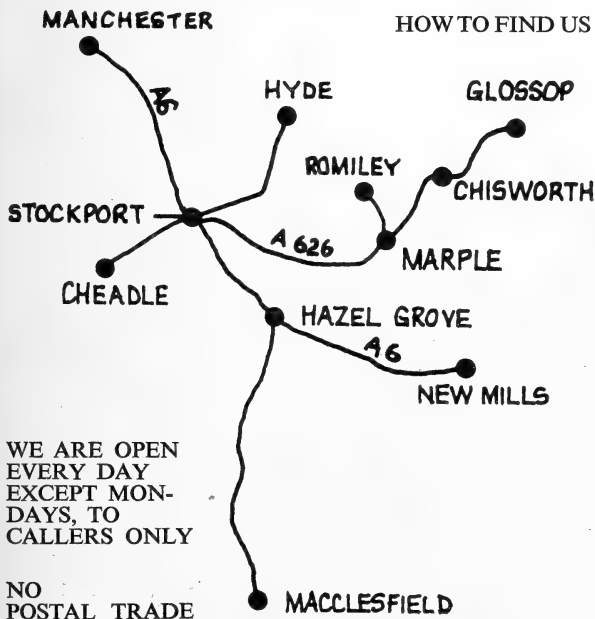 MANCHESTER
HOW TO FIND US
A6
HYDE
GLOSSOP
ROMILEY
CHISWORTH
STOCKPORT
A 626
MARPLE
CHEADLE
HAZEL GROVE
A6
NEW MILLS
WE ARE OPEN
EVERY DAY
EXCEPT MON-
DAYS, TO
CALLERS ONLY
NO
POSTAL TRADE
MACCLESFIELD